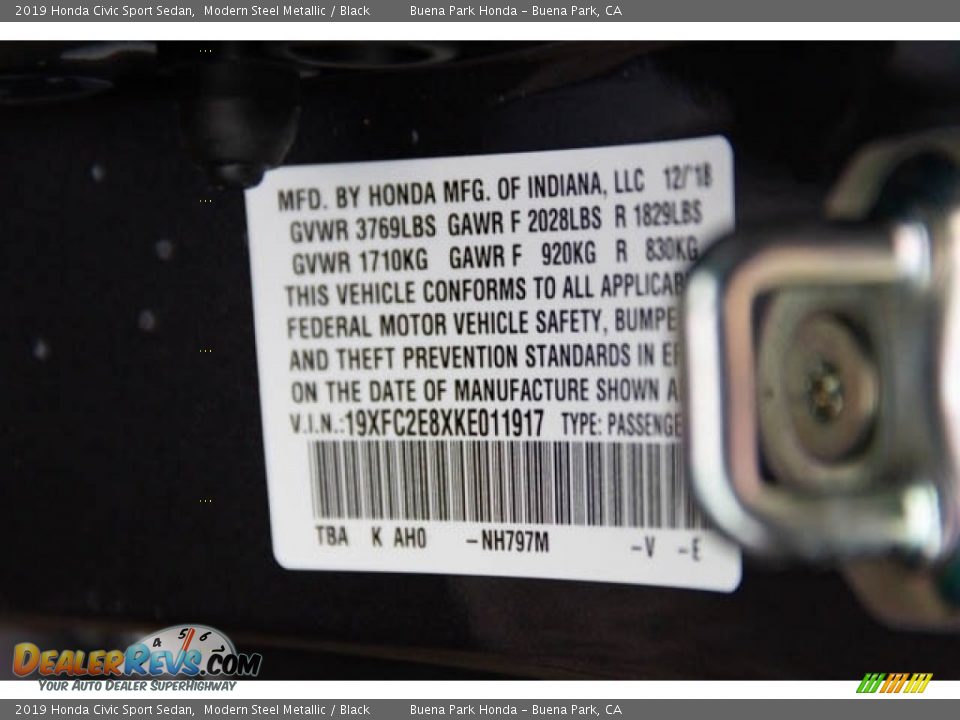 2019 Honda Civic Sport Sedan, Modern Steel Metallic / Black Buena Park Honda - Buena Park, CA
MFD. BY HONDA MFG. OF INDIANA, LLC 12/18
GVWR 3769LBS GAWR F 2028LBS R 1829LBS
GVWR 1710KG GAWR F 920KG R 830KG
THIS VEHICLE CONFORMS TO ALL APPLICAB
FEDERAL MOTOR VEHICLE SAFETY, BUMPE
AND THEFT PREVENTION STANDARDS IN EF
ON THE DATE OF MANUFACTURE SHOWN A
V.I.N.:19XFC2E8XKE011917 TYPE: PASSENGE
TBA K AH0 -NH797M -V -E
4 5 6
DEALERREVS.COM
YOUR AUTO DEALER SUPERHIGHWAY
2019 Honda Civic Sport Sedan, Modern Steel Metallic / Black Buena Park Honda - Buena Park, CA